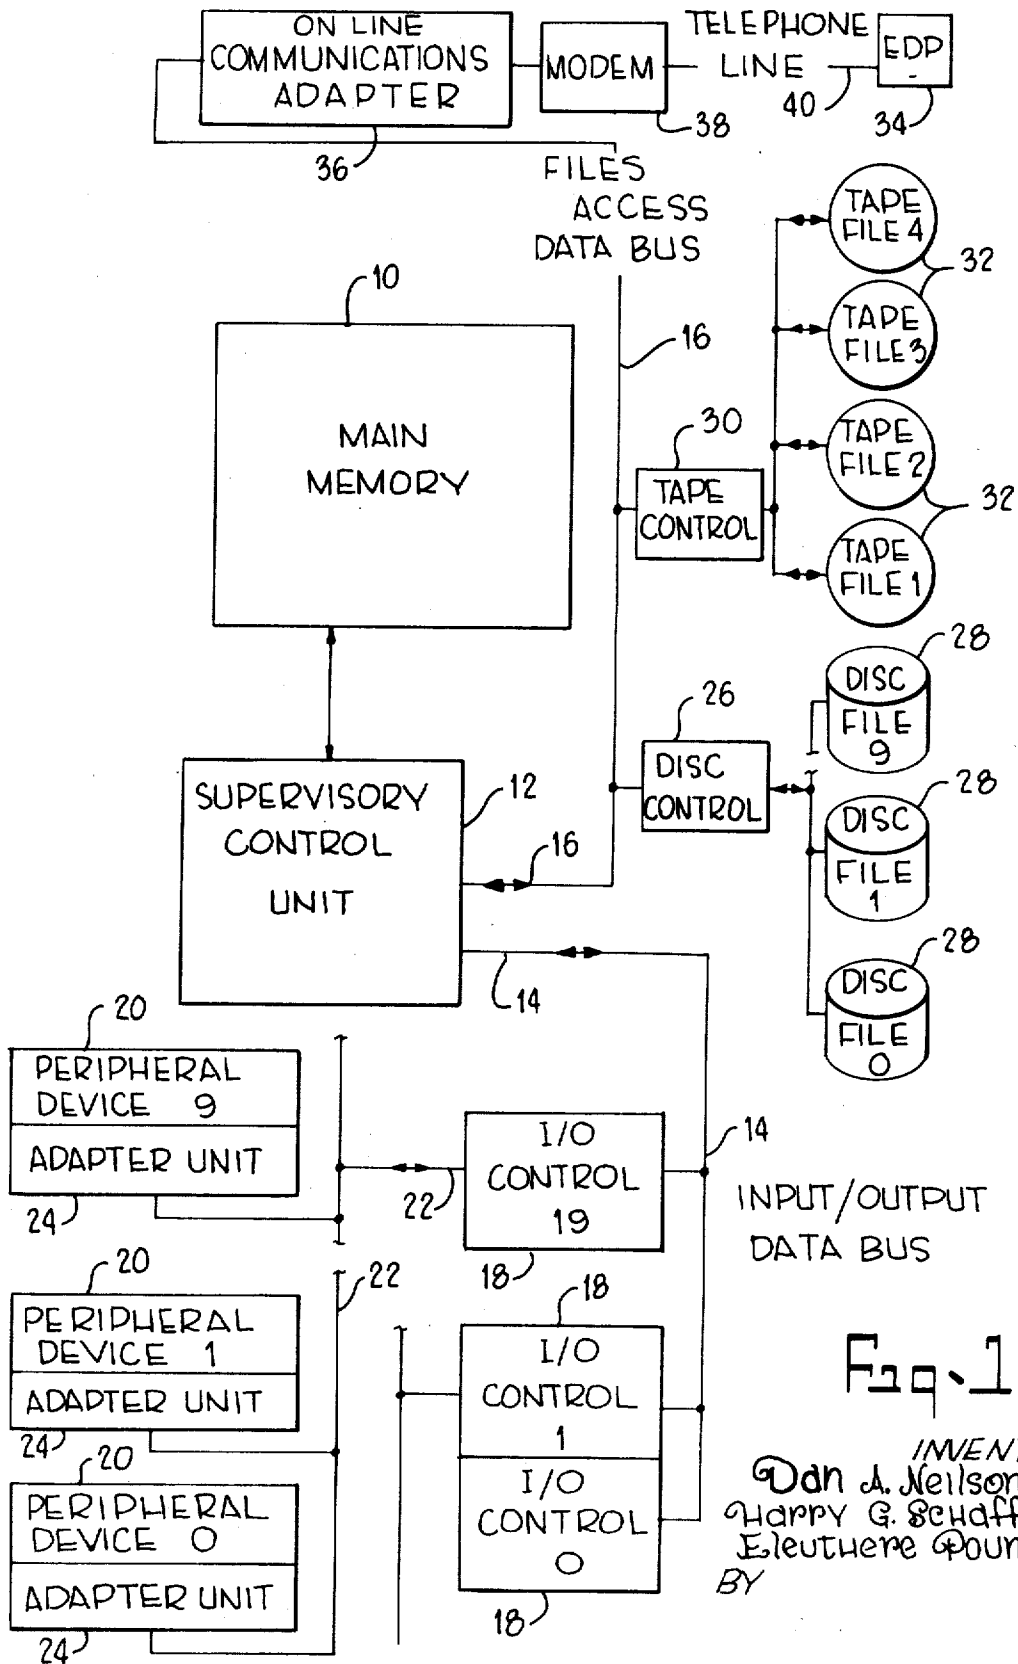 ON LINE
COMMUNICATIONS
ADAPTER
36
MODEM
38
TELEPHONE
LINE
40
EDP
34
FILES
ACCESS
DATA BUS
16
10
MAIN
MEMORY
30
TAPE
CONTROL
TAPE
FILE 4
32
TAPE
FILE 3
TAPE
FILE 2
32
TAPE
FILE 1
12
SUPERVISORY
CONTROL
UNIT
16
14
26
DISC
CONTROL
28
DISC
FILE
9
28
DISC
FILE
1
28
DISC
FILE
0
20
PERIPHERAL
DEVICE 9
ADAPTER UNIT
24
22
I/O
CONTROL
19
18
14
INPUT/OUTPUT
DATA BUS
20
PERIPHERAL
DEVICE 1
ADAPTER UNIT
24
22
18
I/O
CONTROL
1
20
PERIPHERAL
DEVICE 0
ADAPTER UNIT
24
I/O
CONTROL
0
18
Fig. 1
Dan A. Neilson
Harry G.
Eleuthere
BY